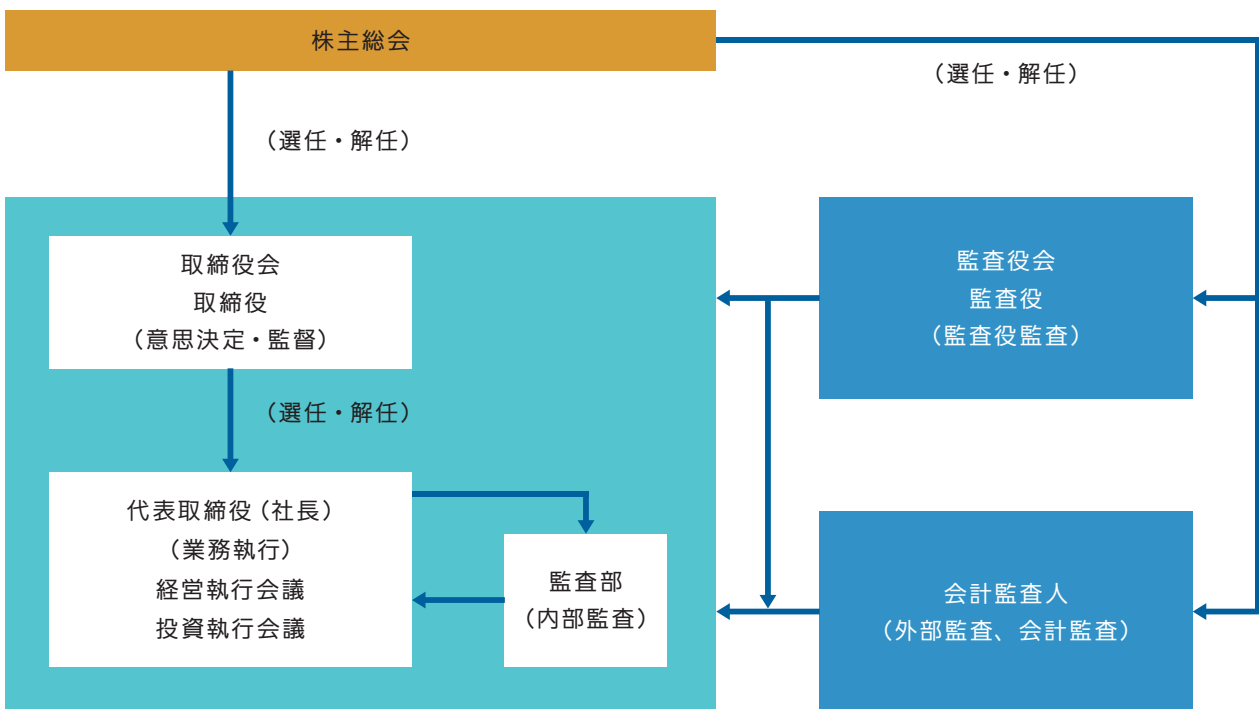 株主総会
（選任・解任）
（選任・解任）
取締役会
取締役
（意思決定・監督）
監査役会
監査役
（監査役監査）
（選任・解任）
代表取締役（社長）
（業務執行）
経営執行会議
投資執行会議
監査部
（内部監査）
会計監査人
（外部監査、会計監査）